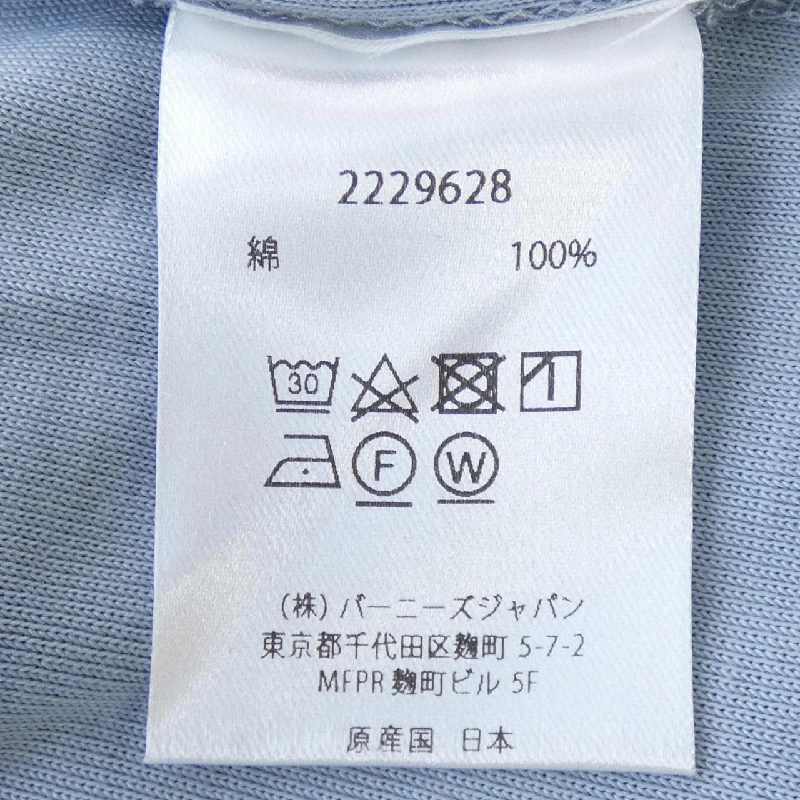 2229628
綿 100%
30
F W
(株) バーニーズジャパン
東京都千代田区麹町 5-7-2
MFPR 麹町ビル 5F
原産国 日本